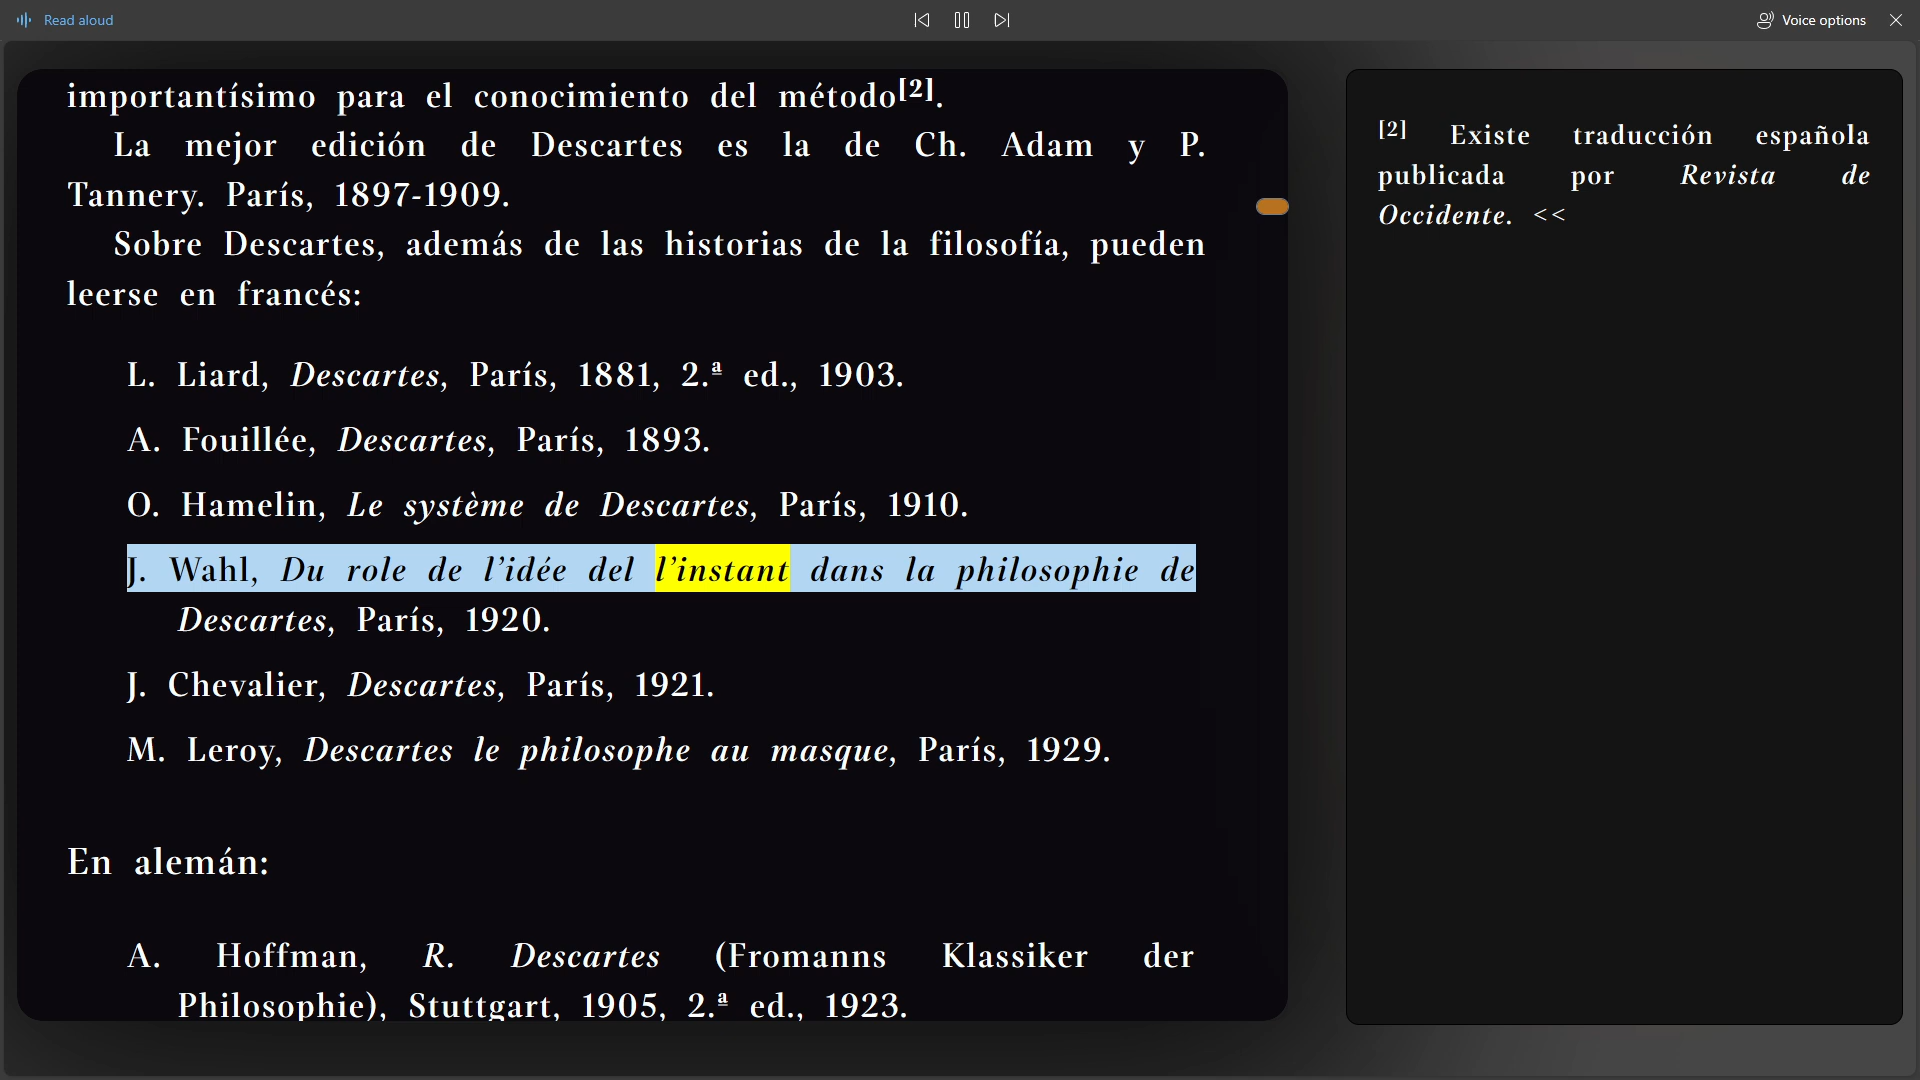 Read aloud
Voice options
importantísimo para el conocimiento del método[2].
La mejor edición de Descartes es la de Ch. Adam y P.
Tannery. París, 1897-1909.
Sobre Descartes, además de las historias de la filosofía, pueden
leerse en francés:
L. Liard, Descartes, París, 1881, 2.ª ed., 1903.
A. Fouillée, Descartes, París, 1893.
O. Hamelin, Le système de Descartes, París, 1910.
J. Wahl, Du role de l’idée del l’instant dans la philosophie de
Descartes, París, 1920.
J. Chevalier, Descartes, París, 1921.
M. Leroy, Descartes le philosophe au masque, París, 1929.
En alemán:
A. Hoffman, R. Descartes (Fromanns Klassiker der
Philosophie), Stuttgart, 1905, 2.ª ed., 1923.
[2] Existe traducción española
publicada por Revista de
Occidente. <<